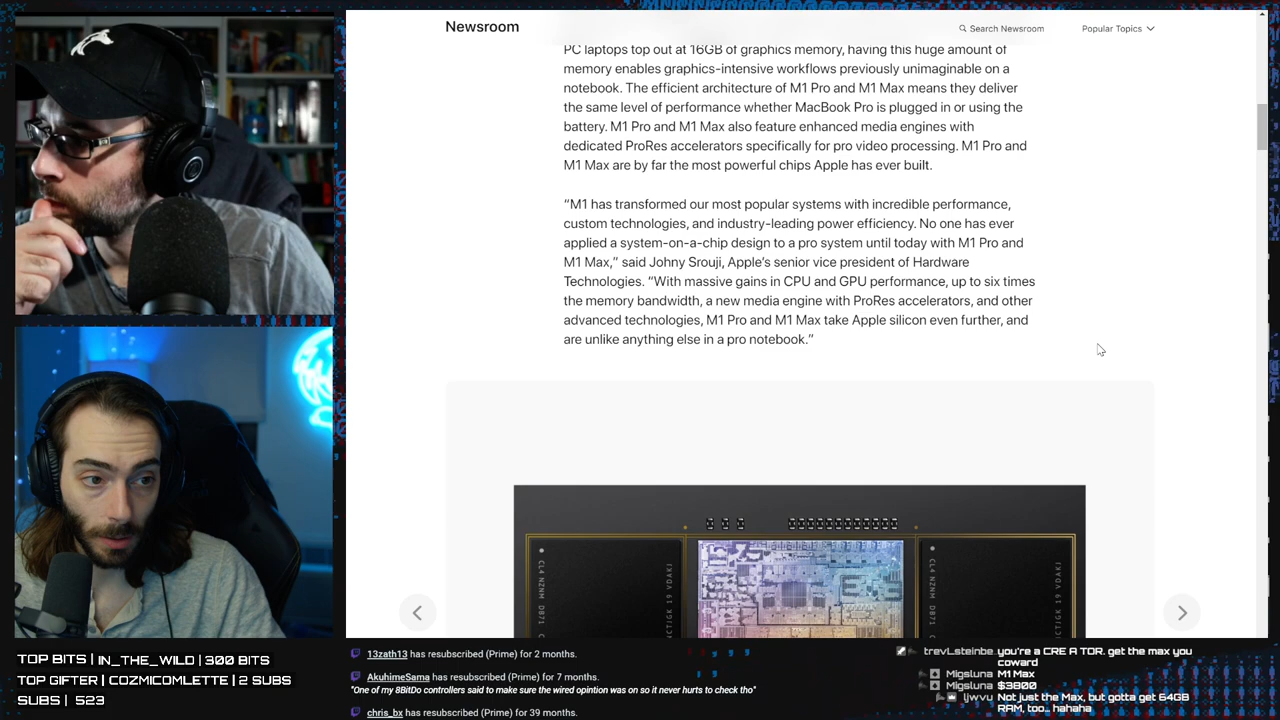 Newsroom
Search Newsroom
Popular Topics
PC laptops top out at 16GB of graphics memory, having this huge amount of
memory enables graphics-intensive workflows previously unimaginable on a
notebook. The efficient architecture of M1 Pro and M1 Max means they deliver
the same level of performance whether MacBook Pro is plugged in or using the
battery. M1 Pro and M1 Max also feature enhanced media engines with
dedicated ProRes accelerators specifically for pro video processing. M1 Pro and
M1 Max are by far the most powerful chips Apple has ever built.
“M1 has transformed our most popular systems with incredible performance,
custom technologies, and industry-leading power efficiency. No one has ever
applied a system-on-a-chip design to a pro system until today with M1 Pro and
M1 Max,” said Johny Srouji, Apple’s senior vice president of Hardware
Technologies. “With massive gains in CPU and GPU performance, up to six times
the memory bandwidth, a new media engine with ProRes accelerators, and other
advanced technologies, M1 Pro and M1 Max take Apple silicon even further, and
are unlike anything else in a pro notebook.”
TOP BITS | IN_THE_WILD | 300 BITS
TOP GIFTER | COZMICOMLETTE | 2 SUBS
SUBS | 523
13zath13 has resubscribed (Prime) for 2 months.
AkuhimeSama has resubscribed (Prime) for 7 months.
"One of my 8BitDo controllers said to make sure the wired opintion was on so it never hurts to check tho"
chris_bx has resubscribed (Prime) for 39 months.
trevLsteinbe. you're a CRE A TOR. get the max you
coward
Migsluna M1 Max
Migsluna $3800
ljwvu Not just the Max, but gotta get 64GB
RAM, too... hahaha